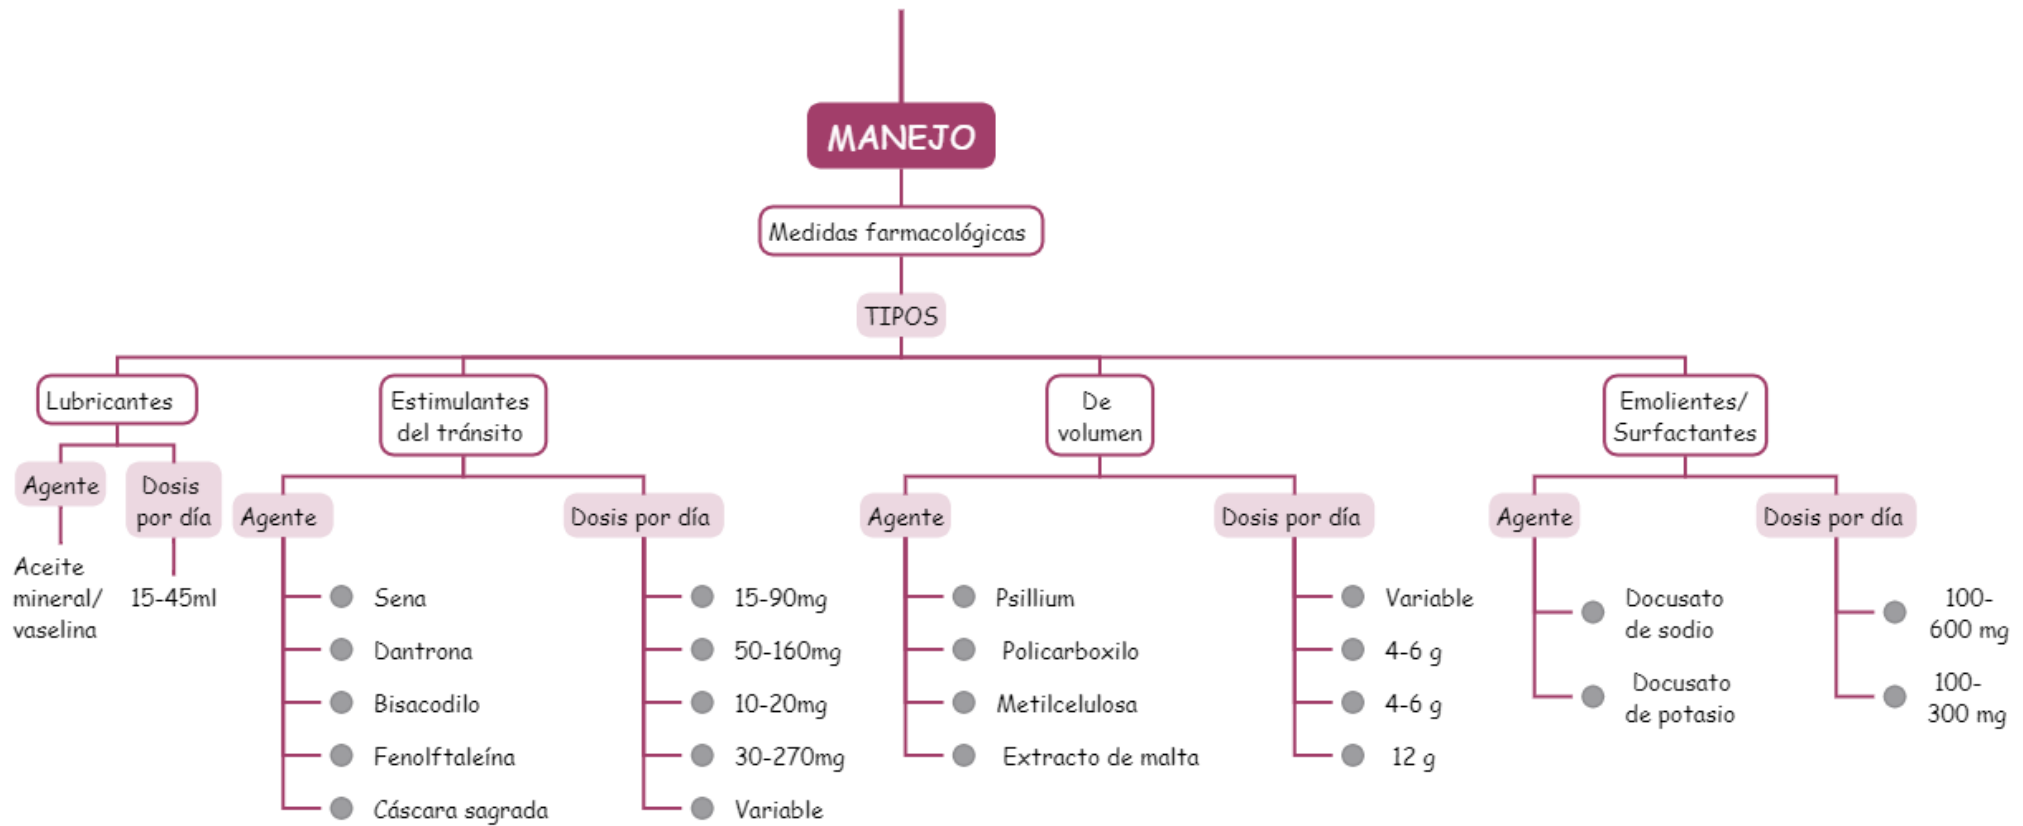 MANEJO
Medidas farmacológicas
TIPOS
Lubricantes
Agente
Aceite
mineral/
vaselina
Dosis
por día
15-45ml
Estimulantes
del tránsito
Agente
Sena
Dantrona
Bisacodilo
Fenolftaleína
Cáscara sagrada
Dosis por día
15-90mg
50-160mg
10-20mg
30-270mg
Variable
De
volumen
Agente
Psillium
Policarboxilo
Metilcelulosa
Extracto de malta
Dosis por día
Variable
4-6 g
4-6 g
12 g
Emolientes/
Surfactantes
Agente
Docusato
de sodio
Docusato
de potasio
Dosis por día
100-
600 mg
100-
300 mg